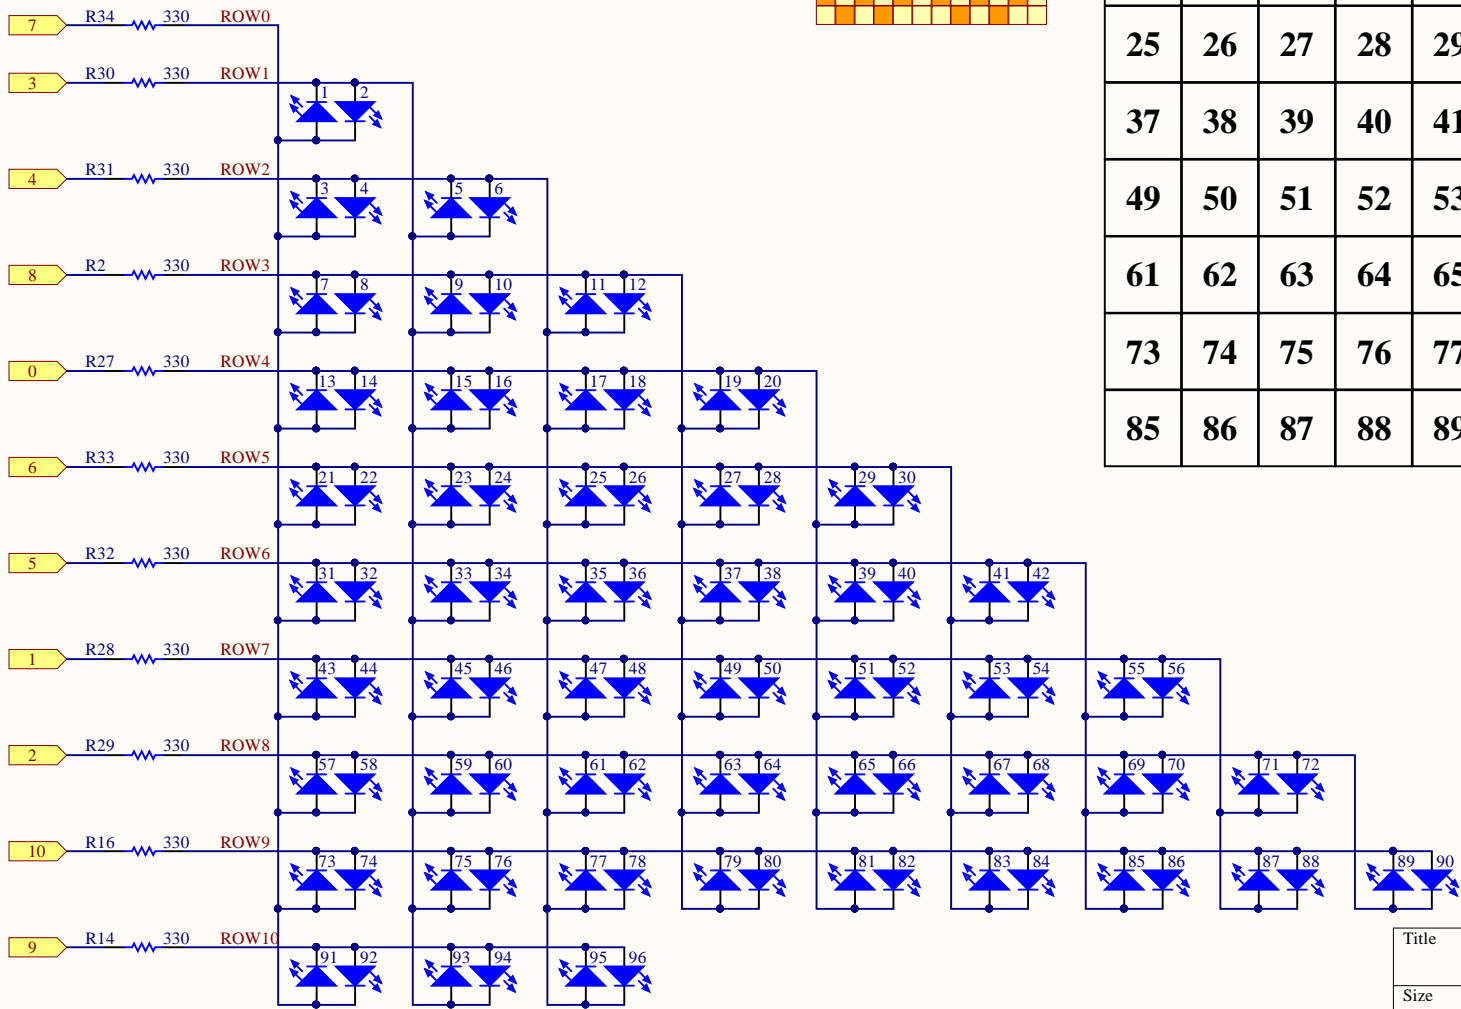 7 R34 330 ROW0
3 R30 330 ROW1
1 2
4 R31 330 ROW2
3 4 5 6
8 R2 330 ROW3
7 8 9 10 11 12
0 R27 330 ROW4
13 14 15 16 17 18 19 20
6 R33 330 ROW5
21 22 23 24 25 26 27 28 29 30
5 R32 330 ROW6
31 32 33 34 35 36 37 38 39 40 41 42
1 R28 330 ROW7
43 44 45 46 47 48 49 50 51 52 53 54 55 56
2 R29 330 ROW8
57 58 59 60 61 62 63 64 65 66 67 68 69 70 71 72
10 R16 330 ROW9
73 74 75 76 77 78 79 80 81 82 83 84 85 86 87 88 89 90
9 R14 330 ROW10
91 92 93 94 95 96
25 26 27 28 29
37 38 39 40 41
49 50 51 52 53
61 62 63 64 65
73 74 75 76 77
85 86 87 88 89
Title
Size